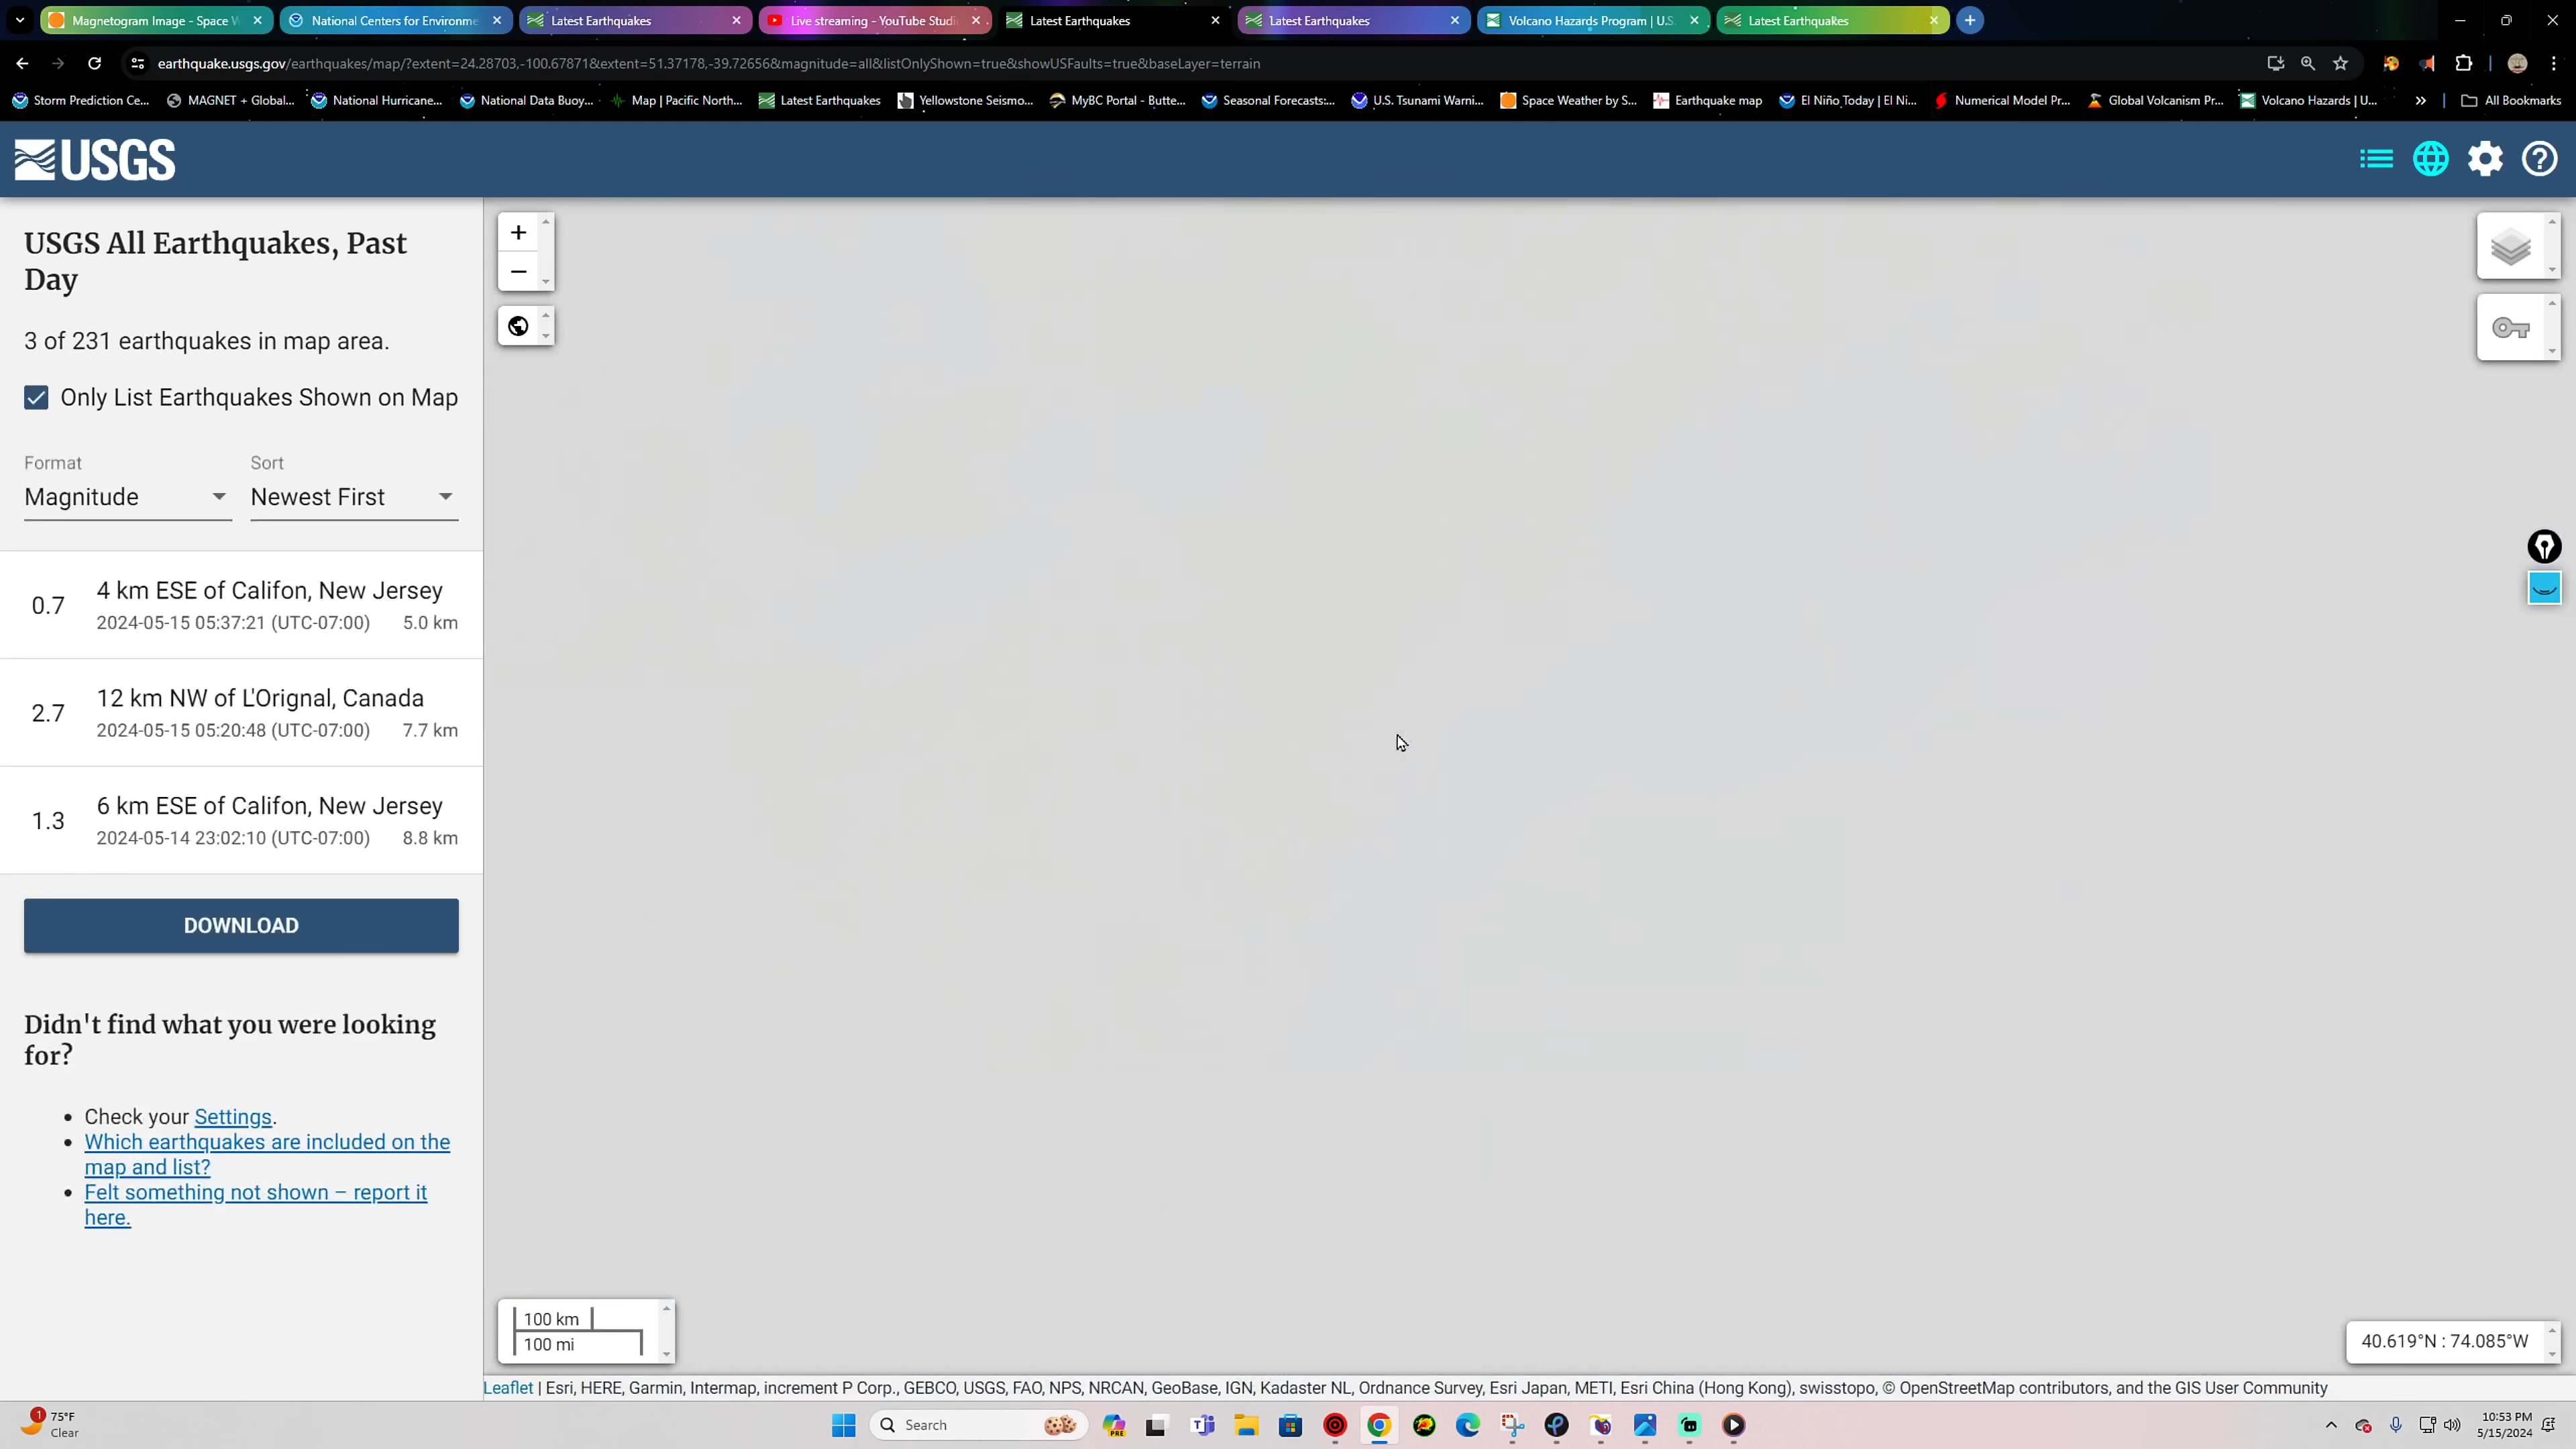 Magnetogram Image - Space W
National Centers for Environme
Latest Earthquakes
Live streaming - YouTube Studi
Latest Earthquakes
Latest Earthquakes
Volcano Hazards Program | U.S.
Latest Earthquakes
earthquake.usgs.gov/earthquakes/map/?extent=24.28703,-100.67871&extent=51.37178,-39.72656&magnitude=all&listOnlyShown=true&showUSFaults=true&baseLayer=terrain
Storm Prediction Ce...
MAGNET + Global...
National Hurricane...
National Data Buoy...
Map | Pacific North...
Latest Earthquakes
Yellowstone Seismo...
MyBC Portal - Butte...
Seasonal Forecasts:...
U.S. Tsunami Warni...
Space Weather by S...
Earthquake map
El Niño Today | El Ni...
Numerical Model Pr...
Global Volcanism Pr...
Volcano Hazards | U...
»
All Bookmarks
USGS
USGS All Earthquakes, Past
Day
3 of 231 earthquakes in map area.
Only List Earthquakes Shown on Map
Format
Sort
Magnitude
Newest First
0.7
4 km ESE of Califon, New Jersey
2024-05-15 05:37:21 (UTC-07:00) 5.0 km
2.7
12 km NW of L'Orignal, Canada
2024-05-15 05:20:48 (UTC-07:00) 7.7 km
1.3
6 km ESE of Califon, New Jersey
2024-05-14 23:02:10 (UTC-07:00) 8.8 km
DOWNLOAD
Didn't find what you were looking
for?
Check your Settings.
Which earthquakes are included on the
map and list?
Felt something not shown – report it
here.
+
−
100 km
100 mi
40.619°N : 74.085°W
Leaflet | Esri, HERE, Garmin, Intermap, increment P Corp., GEBCO, USGS, FAO, NPS, NRCAN, GeoBase, IGN, Kadaster NL, Ordnance Survey, Esri Japan, METI, Esri China (Hong Kong), swisstopo, © OpenStreetMap contributors, and the GIS User Community
1
75°F
Clear
Search
PRE
10:53 PM
5/15/2024